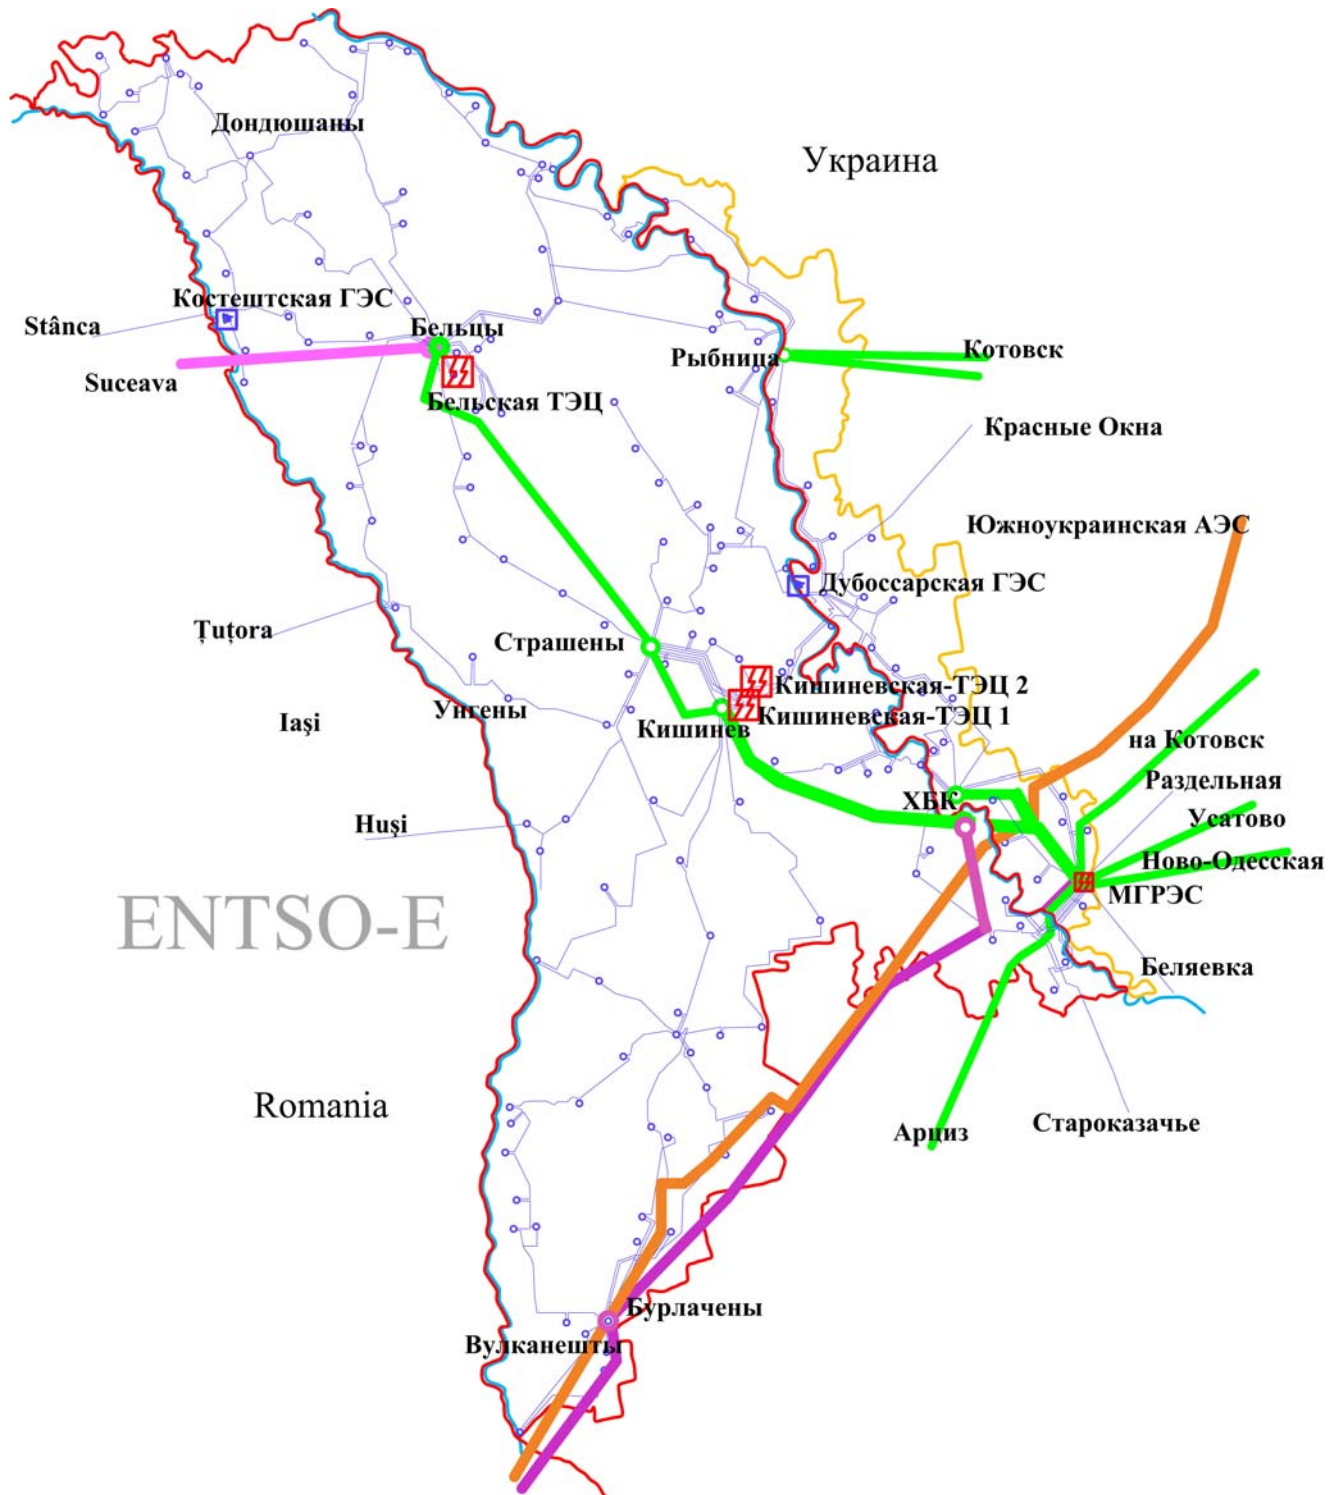 Дондюшаны
Украина
Костештская ГЭС
Stânca
Бельцы
Рыбница
Котовск
Suceava
Бельская ТЭЦ
Красные Окна
Южноукраинская АЭС
Дубоссарская ГЭС
Țuțora
Страшены
Кишиневская-ТЭЦ 2
Унгены
Iaşi
Кишинев
Кишиневская-ТЭЦ 1
на Котовск
Раздельная
ХБК
Huşi
Усатово
Ново-Одесская
МГРЭС
ENTSO-E
Беляевка
Romania
Арциз
Староказачье
Бурлачены
Вулканешты